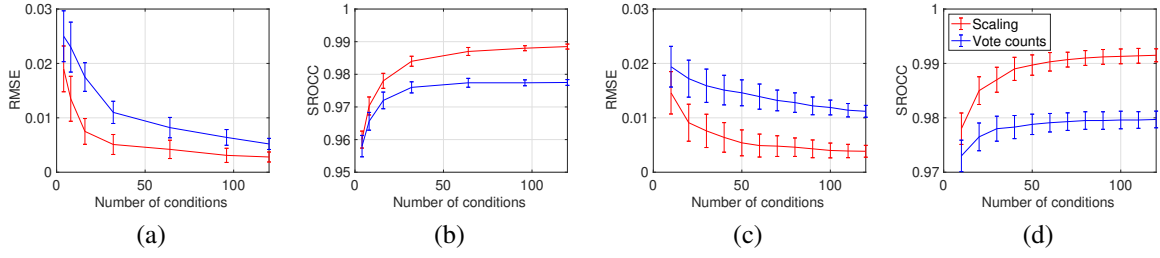 0.03
0.02
0.01
0
RMSE
0 50 100
Number of conditions
(a)
1
0.99
0.98
0.97
0.96
0.95
SROCC
0 50 100
Number of conditions
(b)
0.03
0.02
0.01
0
RMSE
0 50 100
Number of conditions
(c)
1
0.99
0.98
0.97
SROCC
Scaling
Vote counts
0 50 100
Number of conditions
(d)